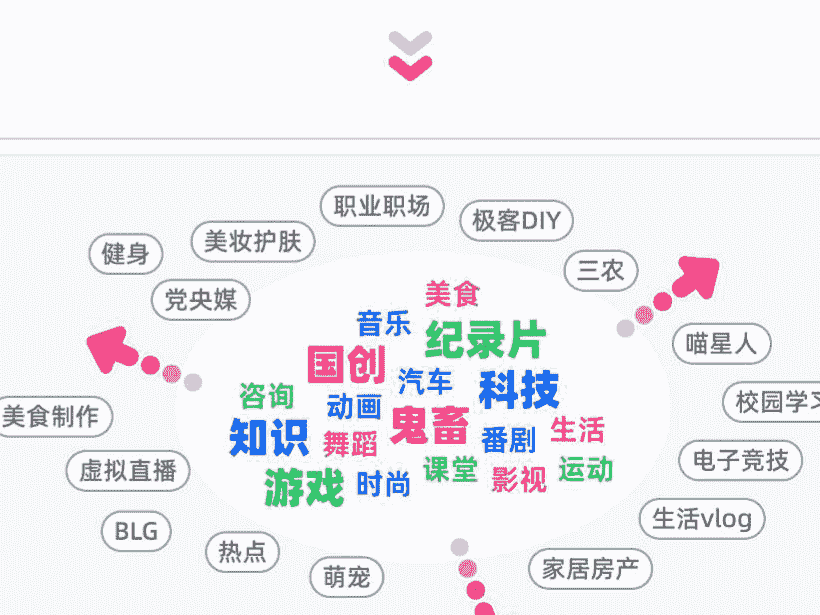 职业职场
极客DIY
美妆护肤
健身
三农
党央媒
美食
音乐
纪录片
喵星人
国创
汽车
科技
咨询
动画
鬼畜
校园学习
美食制作
知识
舞蹈
番剧
生活
虚拟直播
游戏
时尚
课堂
影视
运动
电子竞技
BLG
生活vlog
热点
萌宠
家居房产